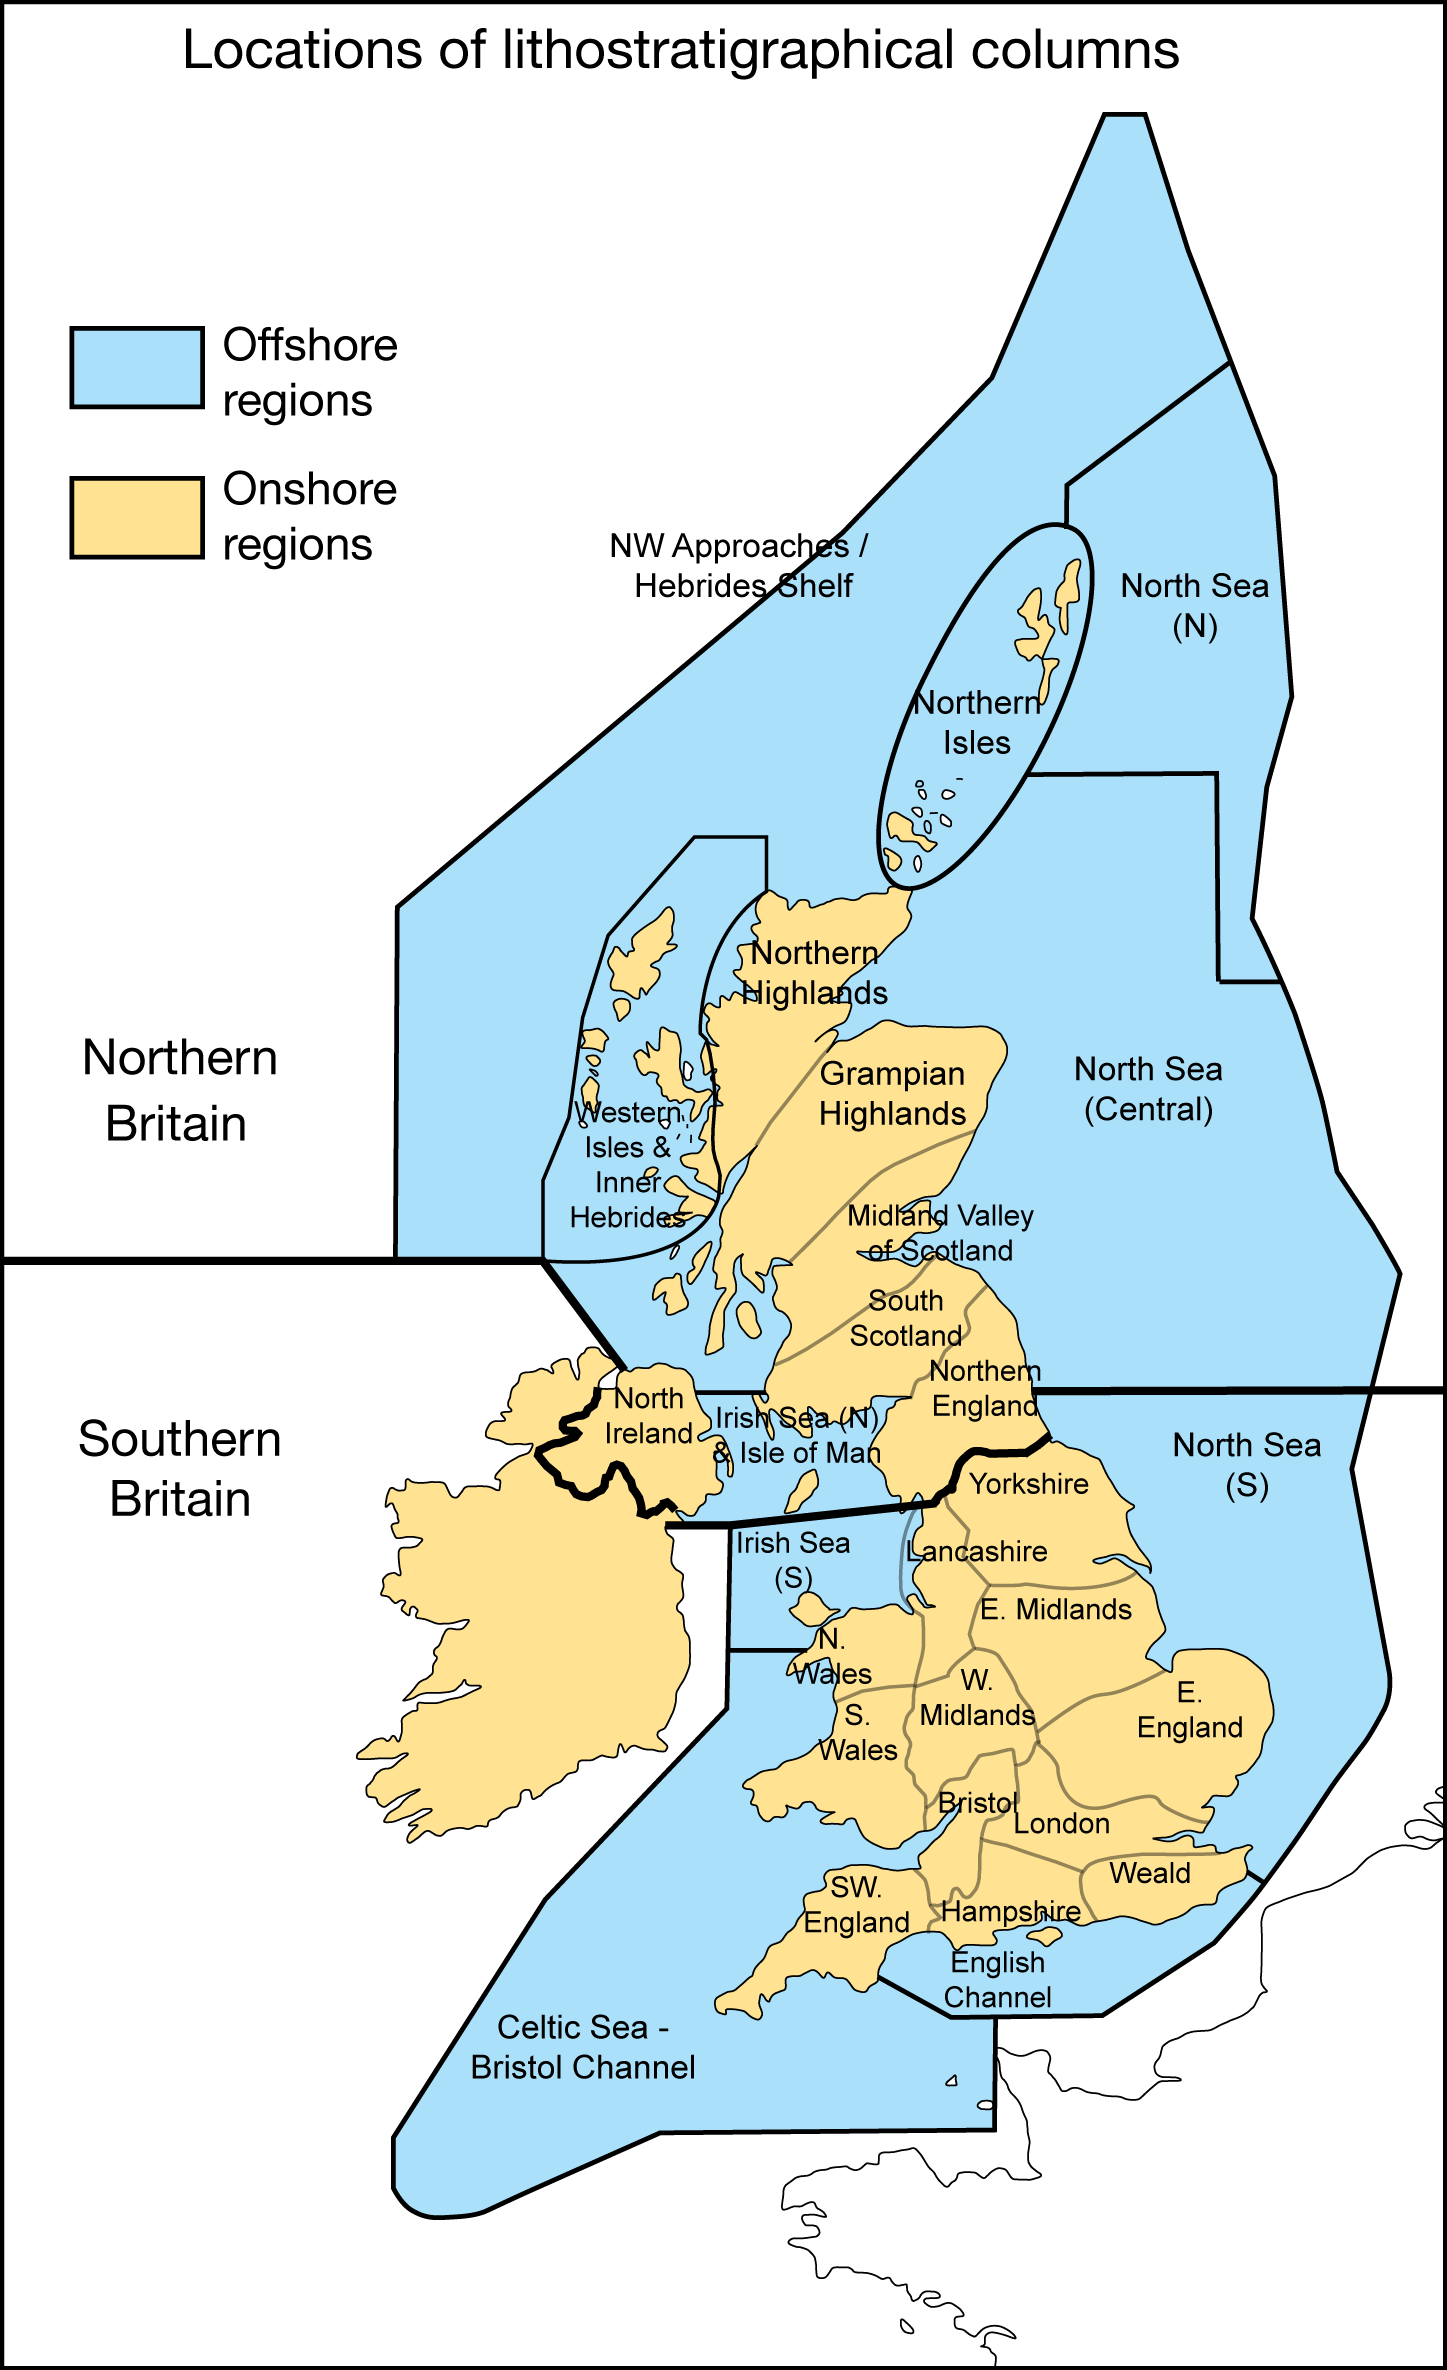 Locations of lithostratigraphical columns
Offshore
regions
Onshore
regions
NW Approaches /
Hebrides Shelf
North Sea
(N)
Northern
Isles
Northern
Highlands
Northern
Britain
Grampian
Highlands
North Sea
(Central)
Western
Isles &
Inner
Hebrides
Midland Valley
of Scotland
South
Scotland
Northern
England
North
Ireland
Irish Sea (N)
& Isle of Man
Southern
Britain
North Sea
(S)
Yorkshire
Irish Sea
(S)
Lancashire
E. Midlands
N.
Wales
W.
Midlands
E.
England
S.
Wales
Bristol
London
Weald
SW.
England
Hampshire
English
Channel
Celtic Sea -
Bristol Channel